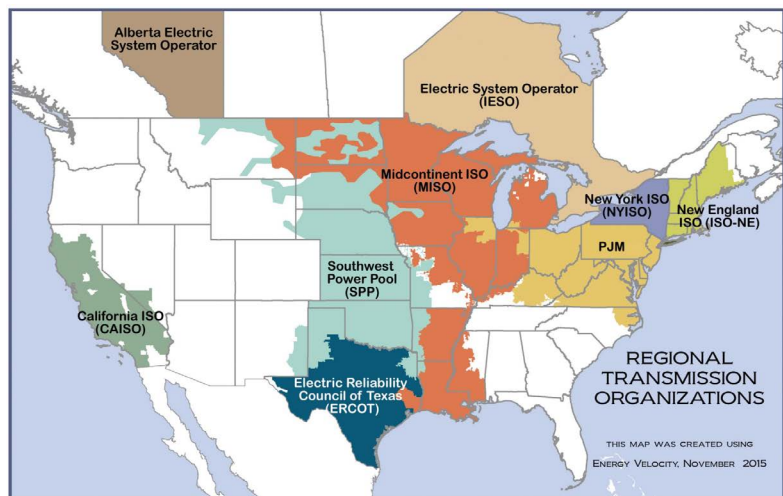 Alberta Electric
System Operator
Electric System Operator
(IESO)
Midcontinent ISO
(MISO)
New York ISO
(NYISO)
New England
ISO (ISO-NE)
PJM
Southwest
Power Pool
(SPP)
California ISO
(CAISO)
Electric Reliability
Council of Texas
(ERCOT)
REGIONAL
TRANSMISSION
ORGANIZATIONS
THIS MAP WAS CREATED USING
ENERGY VELOCITY, NOVEMBER 2015